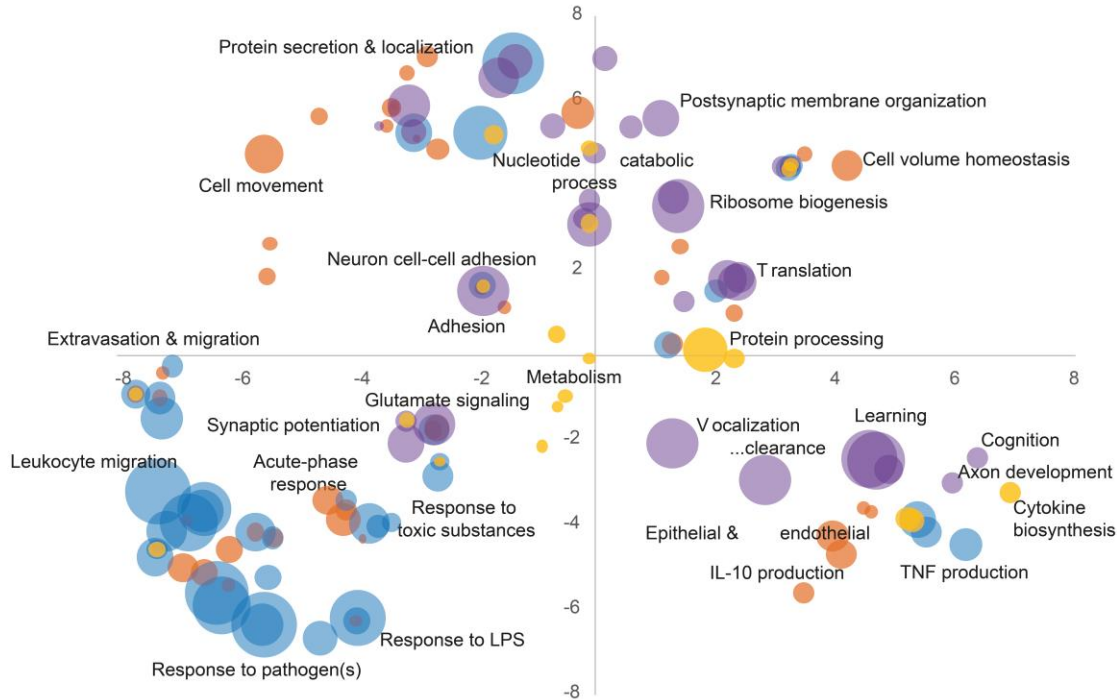 8
Protein secretion & localization
6
Postsynaptic membrane organization
Nucleotide catabolic
process
Cell volume homeostasis
Cell movement
Ribosome biogenesis
Neuron cell-cell adhesion
2
Translation
Adhesion
Extravasation & migration
Protein processing
-8 -6 -4 -2 2 4 6 8
Metabolism
Glutamate signaling
Synaptic potentiation
-2
Vocalization
Learning
...clearance
Cognition
Leukocyte migration
Acute-phase
response
Axon development
Response to
toxic substances
-4
Cytokine
biosynthesis
Epithelial & endothelial
IL-10 production
TNF production
-6
Response to LPS
Response to pathogen(s)
-8